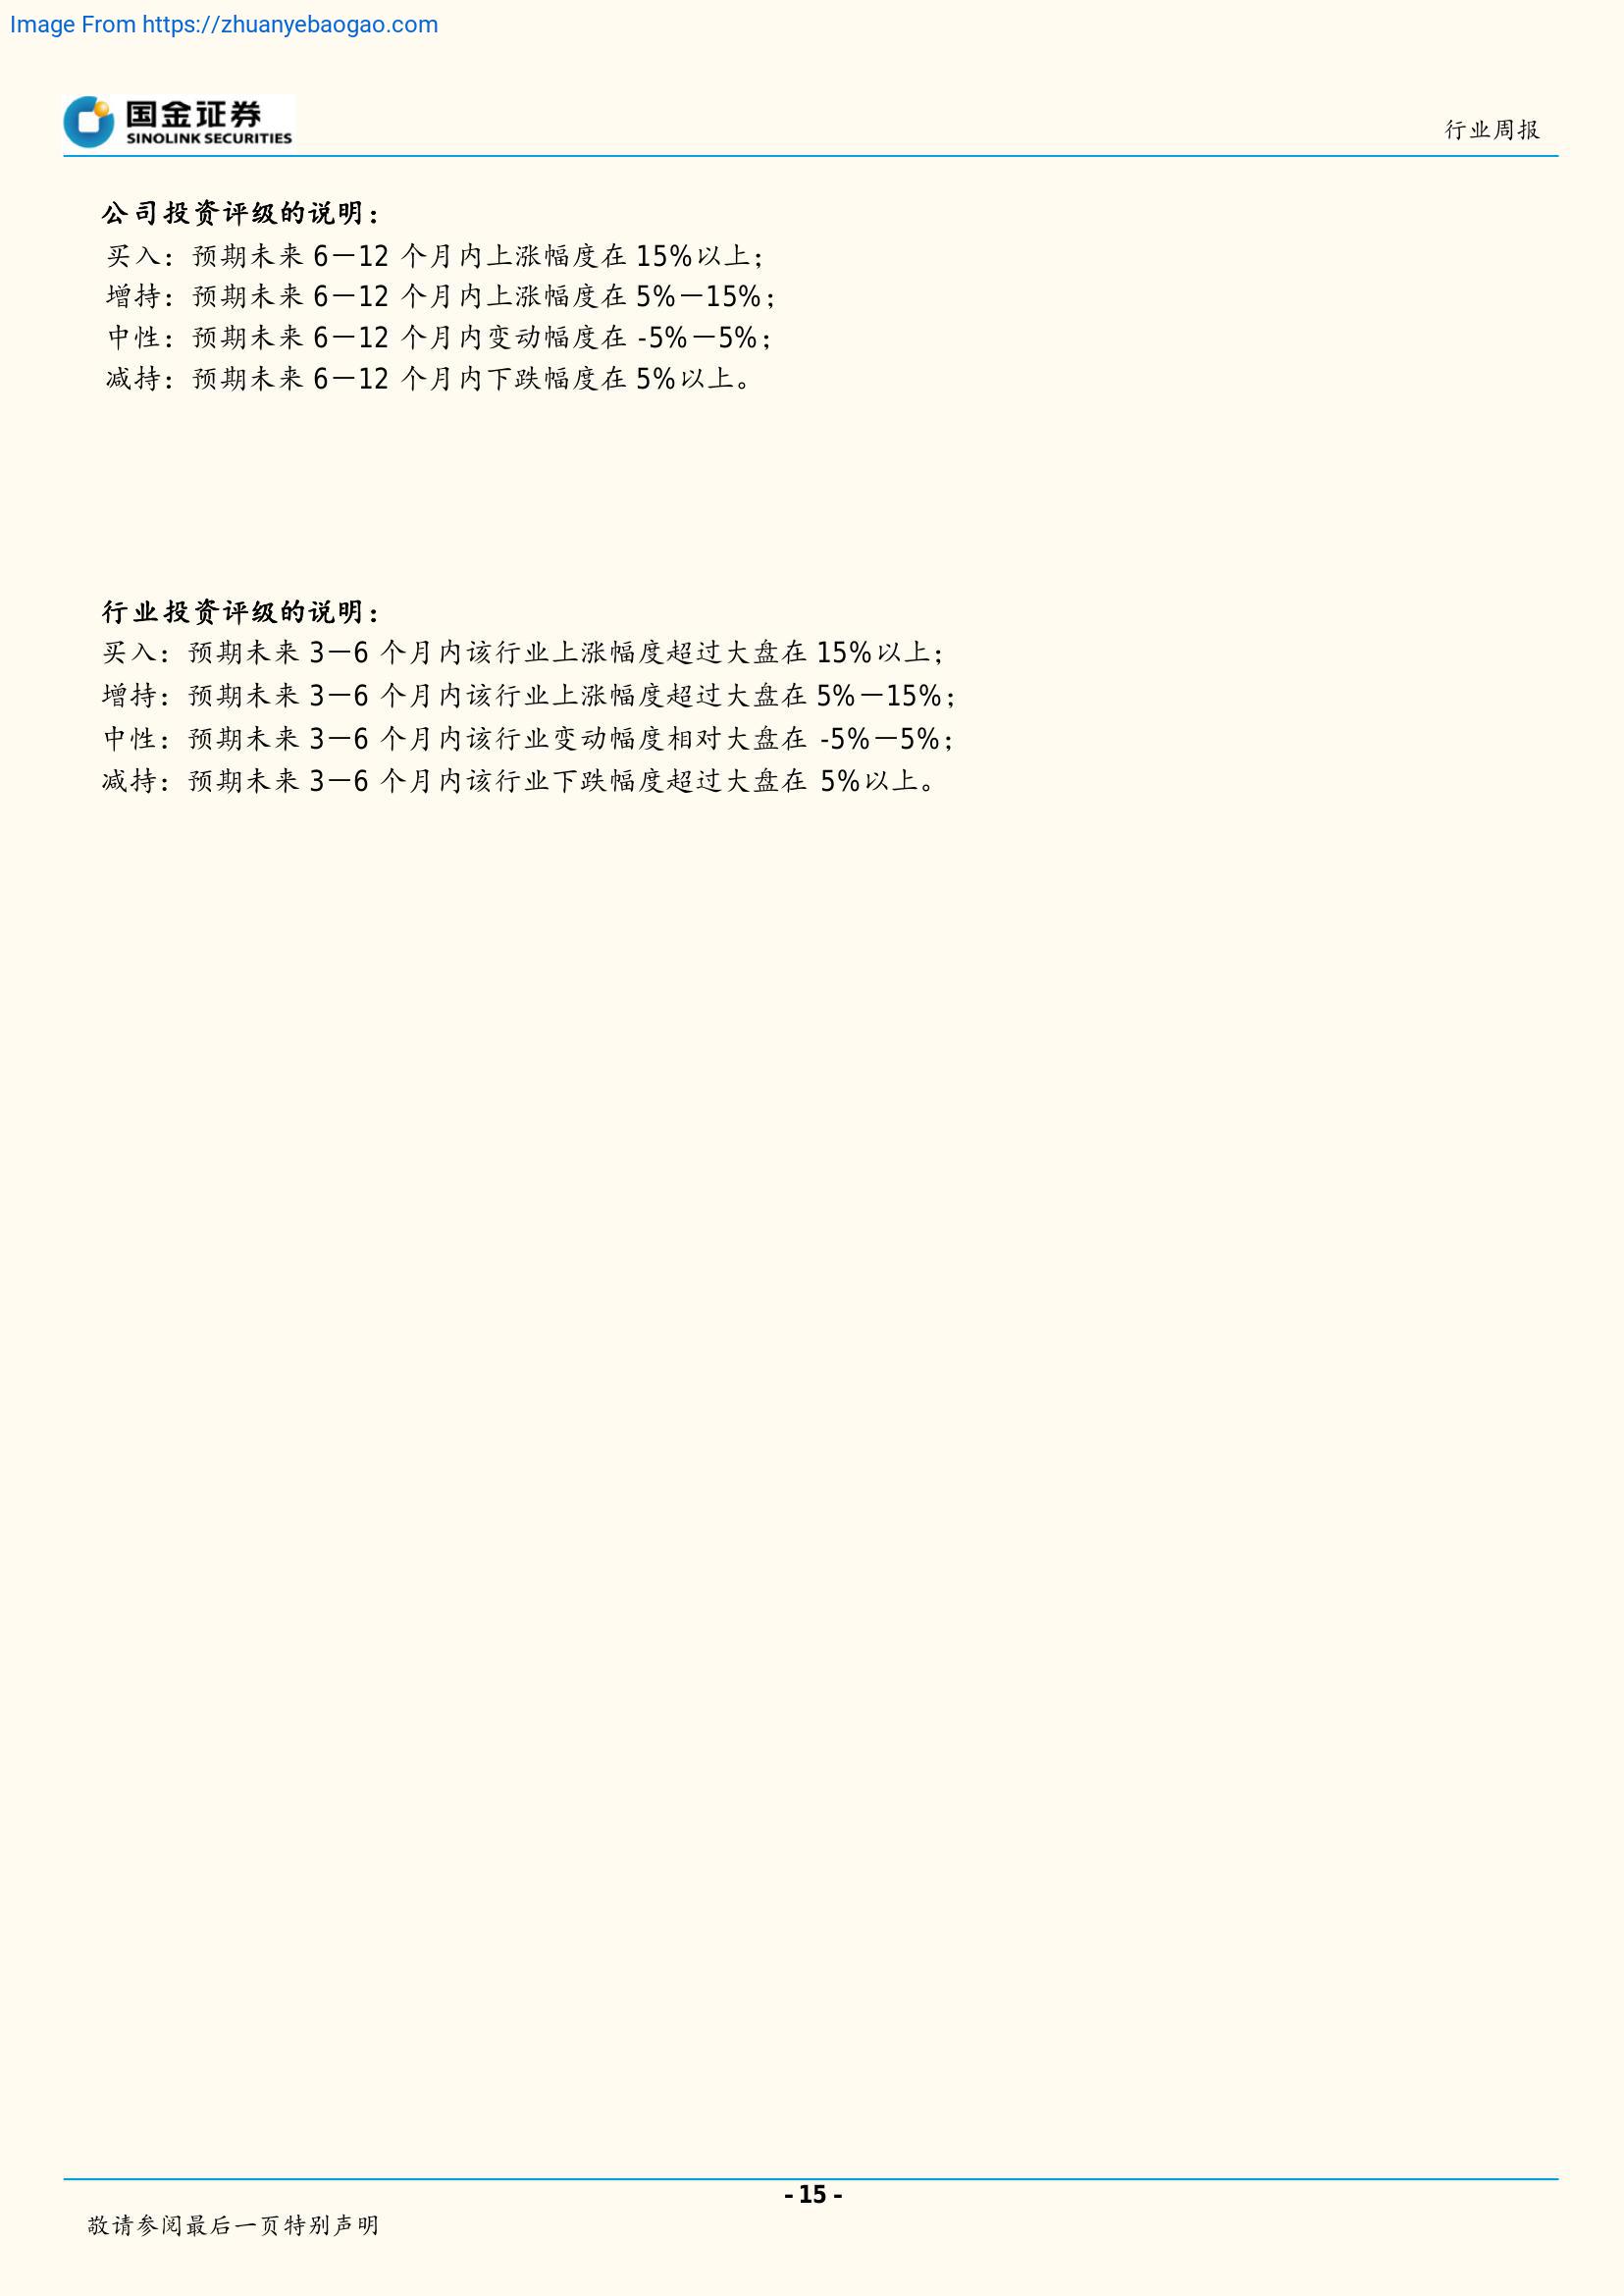 Image From https://zhuanyebaogao.com
国金证券
SINOLINK SECURITIES
行业周报
公司投资评级的说明：
买入：预期未来 6－12 个月内上涨幅度在 15%以上；
增持：预期未来 6－12 个月内上涨幅度在 5%－15%；
中性：预期未来 6－12 个月内变动幅度在 -5%－5%；
减持：预期未来 6－12 个月内下跌幅度在 5%以上。
行业投资评级的说明：
买入：预期未来 3－6 个月内该行业上涨幅度超过大盘在 15%以上；
增持：预期未来 3－6 个月内该行业上涨幅度超过大盘在 5%－15%；
中性：预期未来 3－6 个月内该行业变动幅度相对大盘在 -5%－5%；
减持：预期未来 3－6 个月内该行业下跌幅度超过大盘在 5%以上。
- 15 -
敬请参阅最后一页特别声明